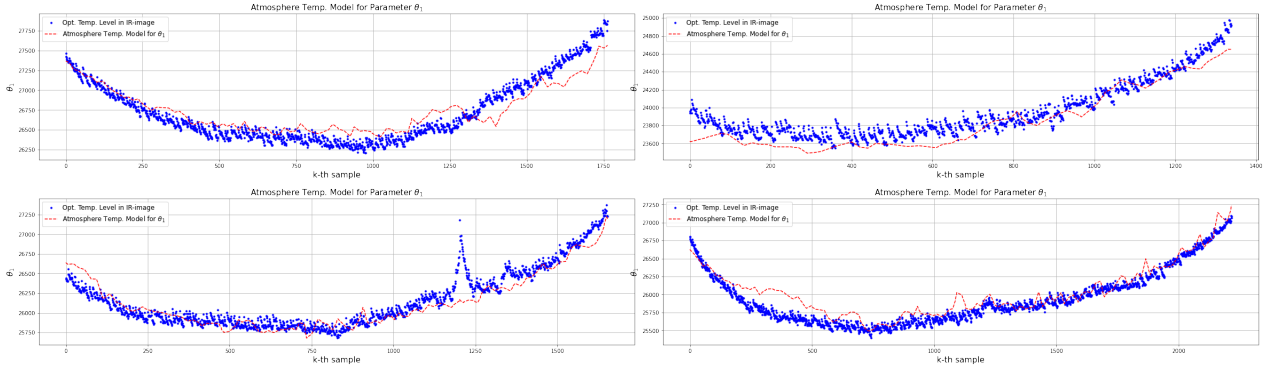 Atmosphere Temp. Model for Parameter θ₁
Opt. Temp. Level in IR-image
Atmosphere Temp. Model for θ₁
27750
27500
27250
27000
26750
26500
26250
θ₁
0
250
500
750
1000
1250
1500
1750
k-th sample
Atmosphere Temp. Model for Parameter θ₁
Opt. Temp. Level in IR-image
Atmosphere Temp. Model for θ₁
25000
24800
24600
24400
24200
24000
23800
23600
θ₁
0
200
400
600
800
1000
1200
1400
k-th sample
Atmosphere Temp. Model for Parameter θ₁
Opt. Temp. Level in IR-image
Atmosphere Temp. Model for θ₁
27250
27000
26750
26500
26250
26000
25750
θ₁
0
250
500
750
1000
1250
1500
k-th sample
Atmosphere Temp. Model for Parameter θ₁
Opt. Temp. Level in IR-image
Atmosphere Temp. Model for θ₁
27250
27000
26750
26500
26250
26000
25750
25500
θ₁
0
500
1000
1500
2000
k-th sample